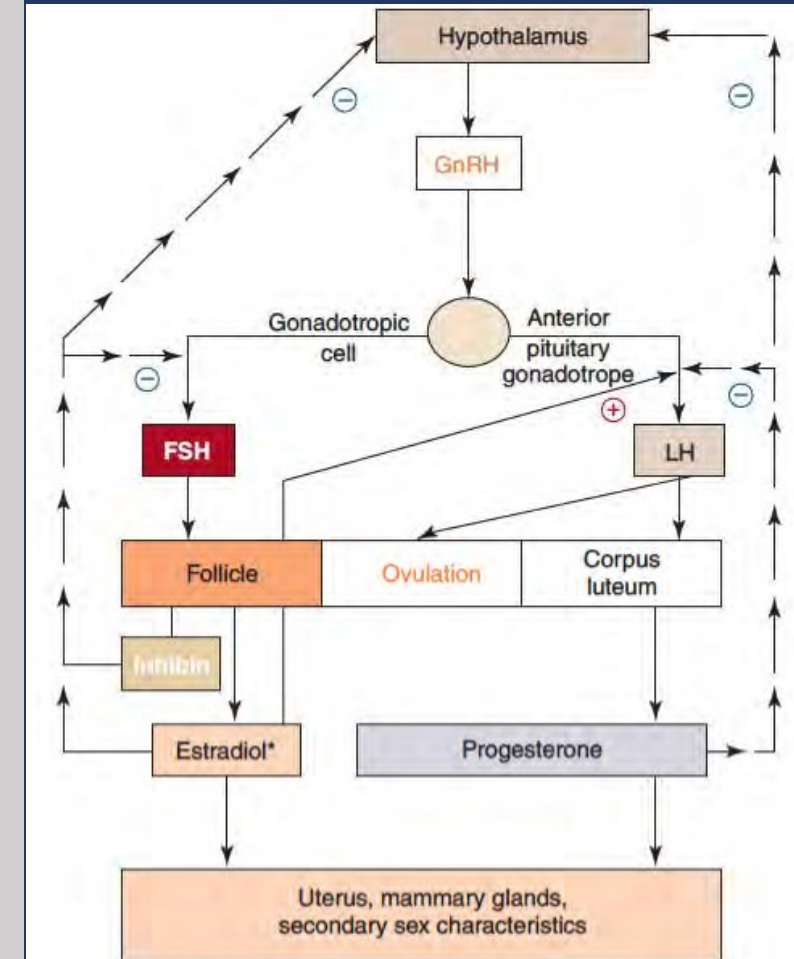 Hypothalamus
−
−
GnRH
Gonadotropic
cell
Anterior
pituitary
gonadotrope
−
+
−
FSH
LH
Follicle
Ovulation
Corpus
luteum
Inhibin
Estradiol*
Progesterone
Uterus, mammary glands,
secondary sex characteristics